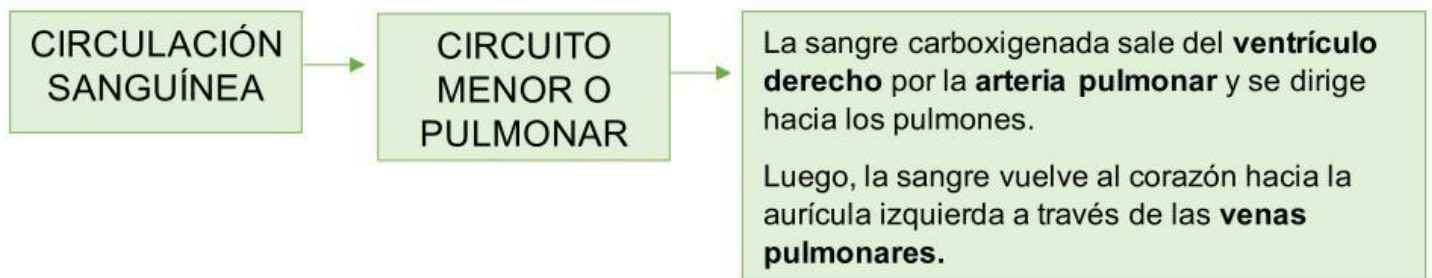 CIRCULACIÓN
SANGUÍNEA
CIRCUITO
MENOR O
PULMONAR
La sangre carboxigenada sale del ventrículo
derecho por la arteria pulmonar y se dirige
hacia los pulmones.
Luego, la sangre vuelve al corazón hacia la
aurícula izquierda a través de las venas
pulmonares.